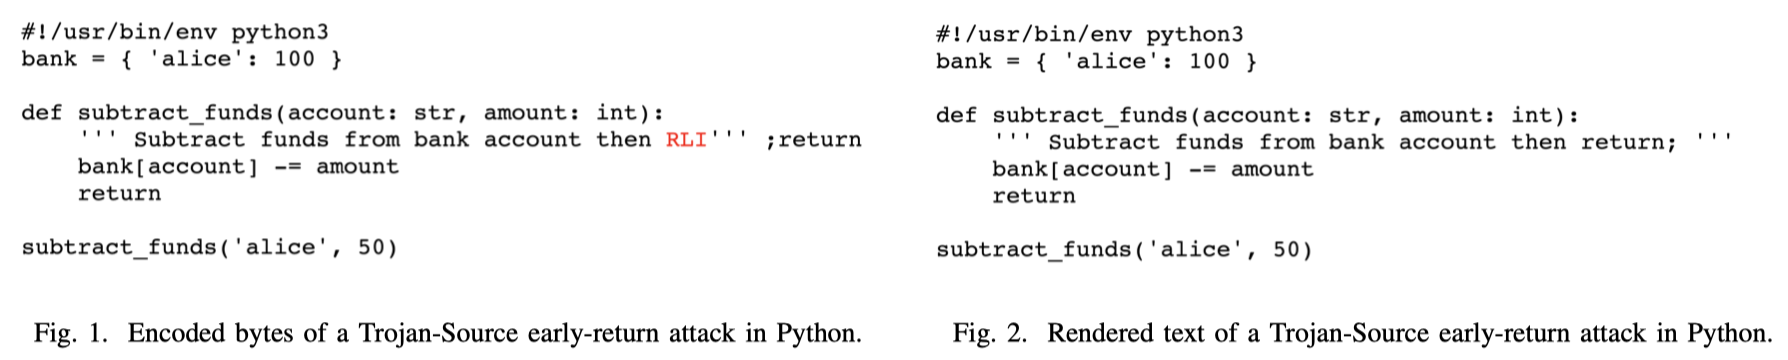 #!/usr/bin/env python3
bank = { 'alice': 100 }
def subtract_funds(account: str, amount: int):
    ''' Subtract funds from bank account then RLI''' ;return
    bank[account] -= amount
    return
subtract_funds('alice', 50)
Fig. 1. Encoded bytes of a Trojan-Source early-return attack in Python.
#!/usr/bin/env python3
bank = { 'alice': 100 }
def subtract_funds(account: str, amount: int):
    ''' Subtract funds from bank account then return; '''
    bank[account] -= amount
    return
subtract_funds('alice', 50)
Fig. 2. Rendered text of a Trojan-Source early-return attack in Python.